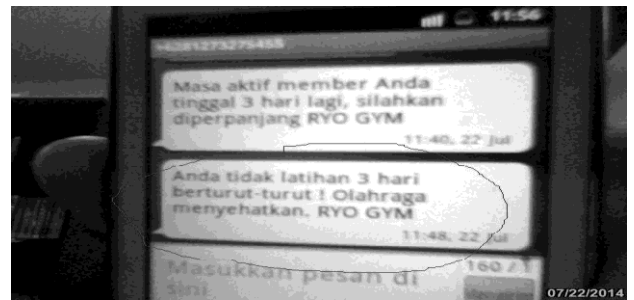 11:56
+6281273275455
Masa aktif member Anda
tinggal 3 hari lagi, silahkan
diperpanjang RYO GYM
11:40, 22 Jul
Anda tidak latihan 3 hari
berturut-turut ! Olahraga
menyehatkan. RYO GYM
11:48, 22 Jul
Masukkan pesan di
sini
160 / 1
07/22/2014